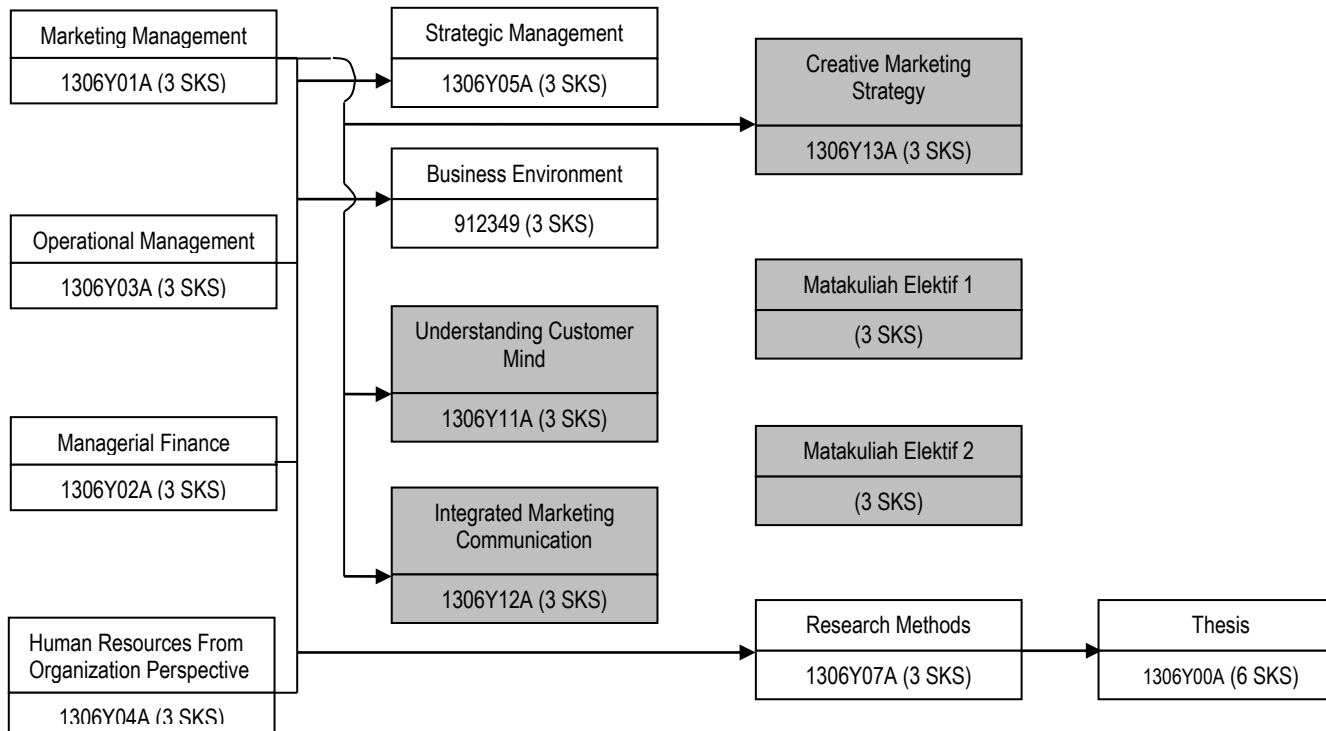 Marketing Management
1306Y01A (3 SKS)
Operational Management
1306Y03A (3 SKS)
Managerial Finance
1306Y02A (3 SKS)
Human Resources From
Organization Perspective
1306Y04A (3 SKS)
Strategic Management
1306Y05A (3 SKS)
Business Environment
912349 (3 SKS)
Understanding Customer
Mind
1306Y11A (3 SKS)
Integrated Marketing
Communication
1306Y12A (3 SKS)
Creative Marketing
Strategy
1306Y13A (3 SKS)
Matakuliah Elektif 1
(3 SKS)
Matakuliah Elektif 2
(3 SKS)
Research Methods
1306Y07A (3 SKS)
Thesis
1306Y00A (6 SKS)